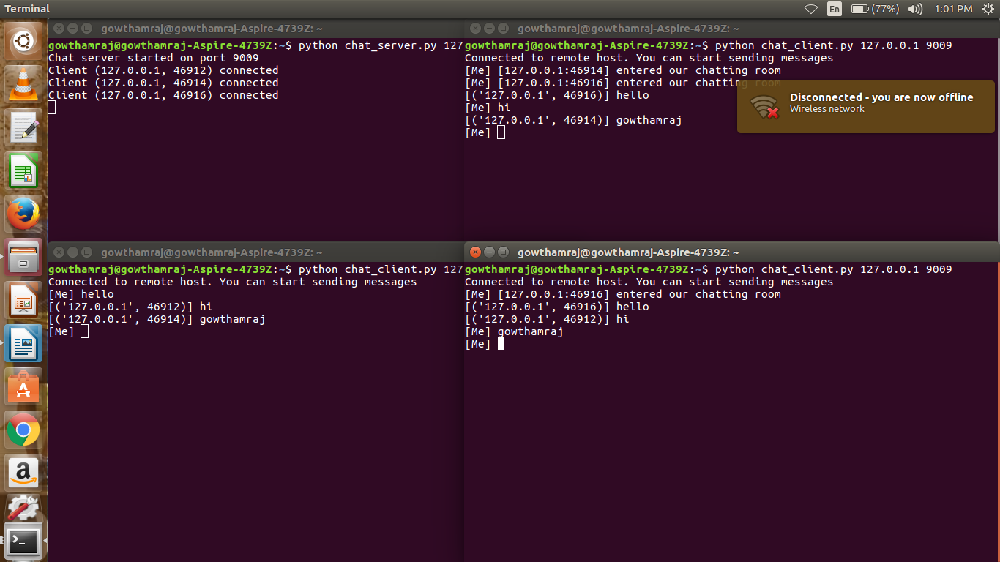 Terminal
En
(77%)
1:01 PM
gowthamraj@gowthamraj-Aspire-4739Z: ~
gowthamraj@gowthamraj-Aspire-4739Z:~$ python chat_server.py 127
Chat server started on port 9009
Client (127.0.0.1, 46912) connected
Client (127.0.0.1, 46914) connected
Client (127.0.0.1, 46916) connected
gowthamraj@gowthamraj-Aspire-4739Z: ~
gowthamraj@gowthamraj-Aspire-4739Z:~$ python chat_client.py 127.0.0.1 9009
Connected to remote host. You can start sending messages
[Me] [127.0.0.1:46914] entered our chatting room
[Me] [127.0.0.1:46916] entered our chatting room
[('127.0.0.1', 46916)] hello
[Me] hi
[('127.0.0.1', 46914)] gowthamraj
[Me]
Disconnected - you are now offline
Wireless network
gowthamraj@gowthamraj-Aspire-4739Z: ~
gowthamraj@gowthamraj-Aspire-4739Z:~$ python chat_client.py 127
Connected to remote host. You can start sending messages
[Me] hello
[('127.0.0.1', 46912)] hi
[('127.0.0.1', 46914)] gowthamraj
[Me]
gowthamraj@gowthamraj-Aspire-4739Z: ~
gowthamraj@gowthamraj-Aspire-4739Z:~$ python chat_client.py 127.0.0.1 9009
Connected to remote host. You can start sending messages
[Me] [127.0.0.1:46916] entered our chatting room
[('127.0.0.1', 46916)] hello
[('127.0.0.1', 46912)] hi
[Me] gowthamraj
[Me]